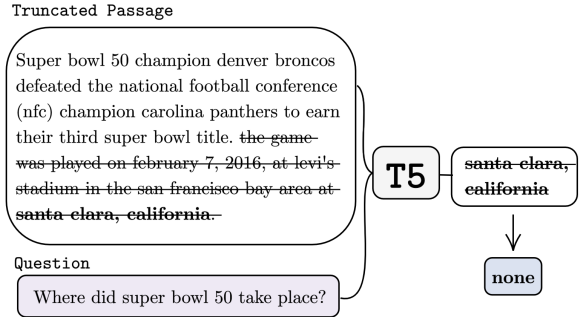 Truncated Passage
Super bowl 50 champion denver broncos
defeated the national football conference
(nfc) champion carolina panthers to earn
their third super bowl title. the game
was played on february 7, 2016, at levi's
stadium in the san francisco bay area at
santa clara, california.
Question
Where did super bowl 50 take place?
T5
santa clara,
california
none